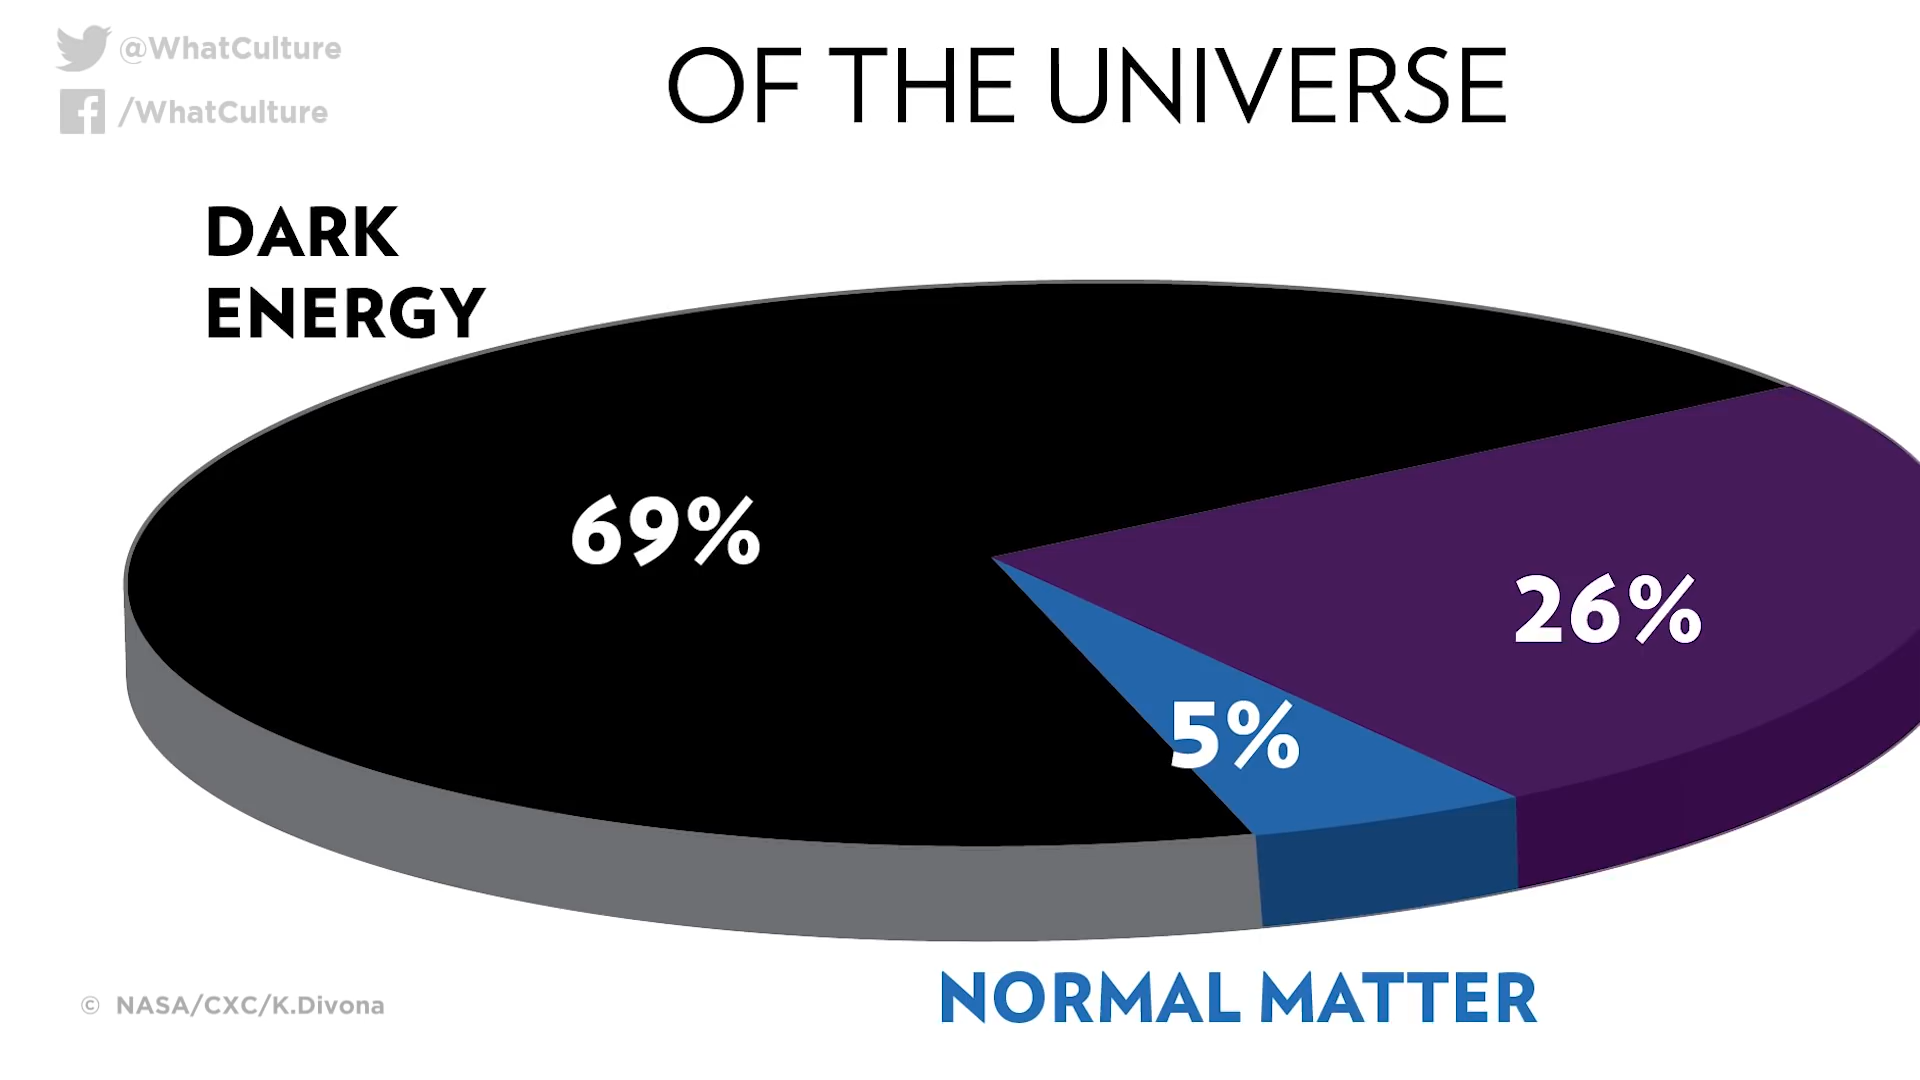 @WhatCulture
/WhatCulture
OF THE UNIVERSE
DARK
ENERGY
69%
26%
5%
NORMAL MATTER
© NASA/CXC/K.Divona